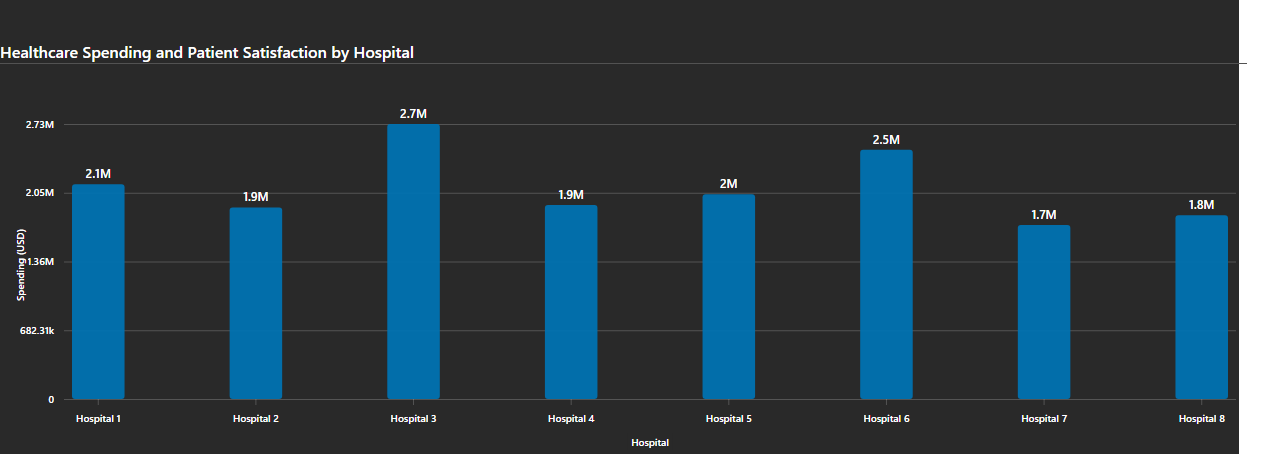 Healthcare Spending and Patient Satisfaction by Hospital
2.73M
2.05M
1.36M
682.31k
0
Spending (USD)
2.1M
1.9M
2.7M
1.9M
2M
2.5M
1.7M
1.8M
Hospital 1
Hospital 2
Hospital 3
Hospital 4
Hospital 5
Hospital 6
Hospital 7
Hospital 8
Hospital